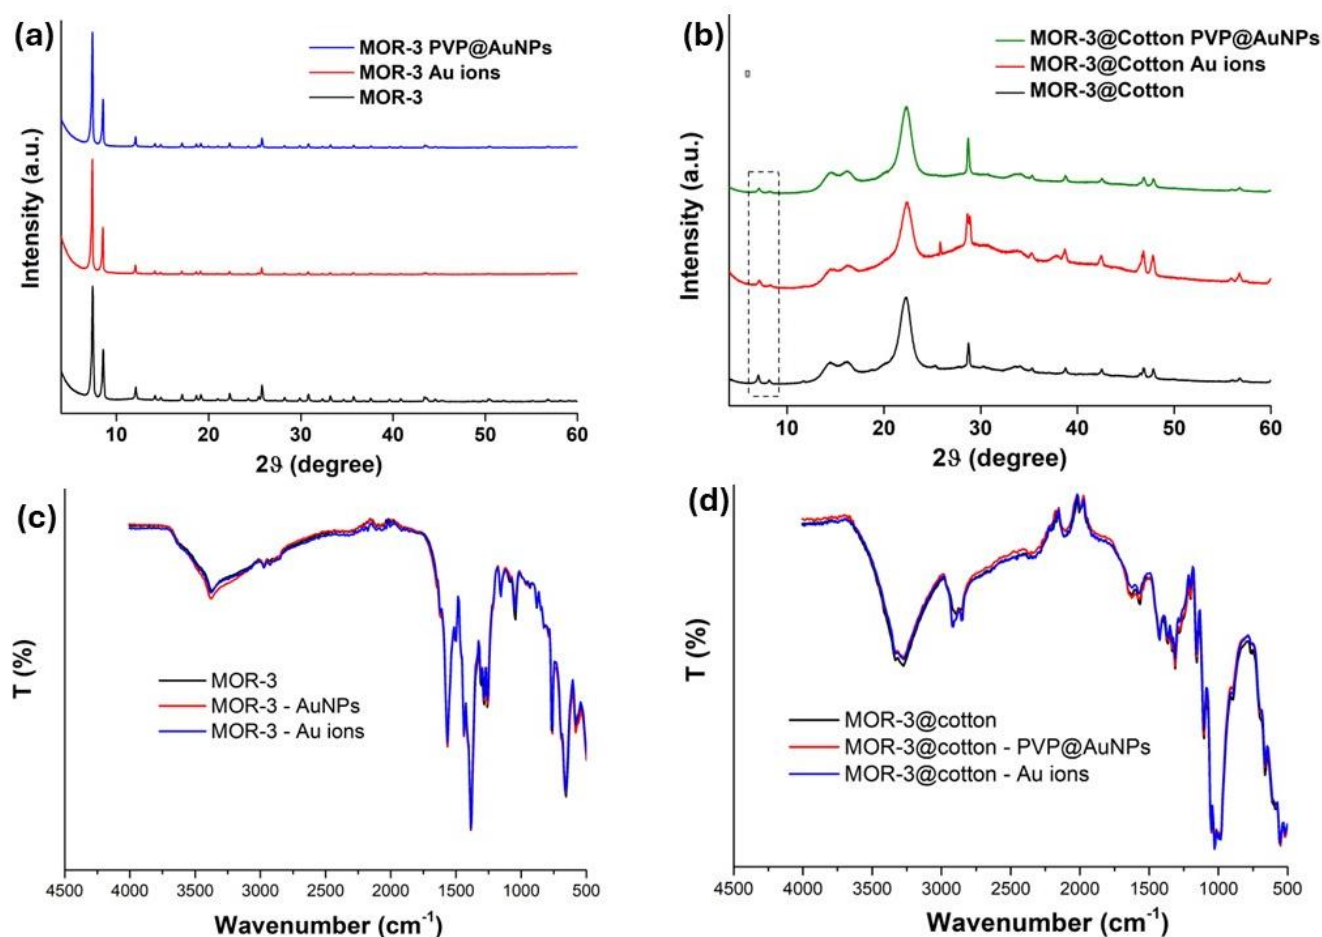 (a)
MOR-3 PVP@AuNPs
MOR-3 Au ions
MOR-3
Intensity (a.u.)
10 20 30 40 50 60
2ϑ (degree)
(b)
MOR-3@Cotton PVP@AuNPs
MOR-3@Cotton Au ions
MOR-3@Cotton
Intensity (a.u.)
10 20 30 40 50 60
2ϑ (degree)
(c)
MOR-3
MOR-3 - AuNPs
MOR-3 - Au ions
T (%)
4500 4000 3500 3000 2500 2000 1500 1000 500
Wavenumber (cm⁻¹)
(d)
MOR-3@cotton
MOR-3@cotton - PVP@AuNPs
MOR-3@cotton - Au ions
T (%)
4500 4000 3500 3000 2500 2000 1500 1000 500
Wavenumber (cm⁻¹)